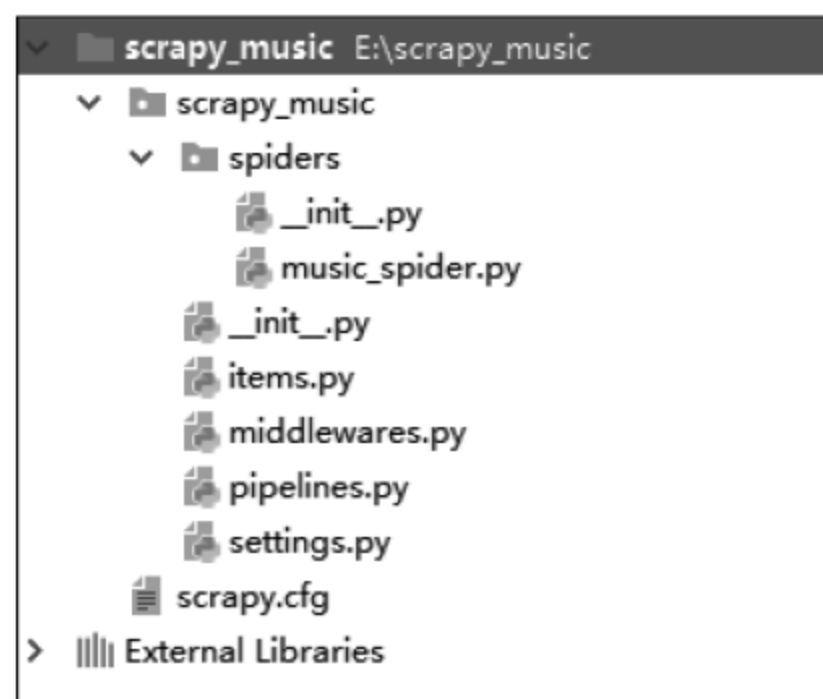 scrapy_music E:\scrapy_music
scrapy_music
spiders
__init__.py
music_spider.py
__init__.py
items.py
middlewares.py
pipelines.py
settings.py
scrapy.cfg
External Libraries